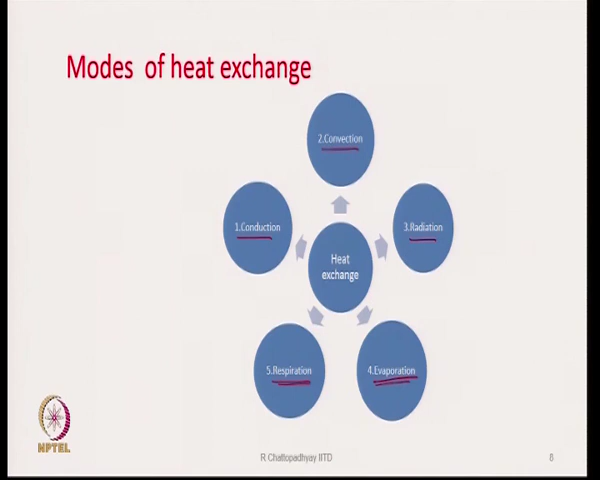 Modes of heat exchange
2.Convection
1.Conduction
3.Radiation
Heat
exchange
5.Respiration
4.Evaporation
NPTEL
R Chattopadhyay IITD
8